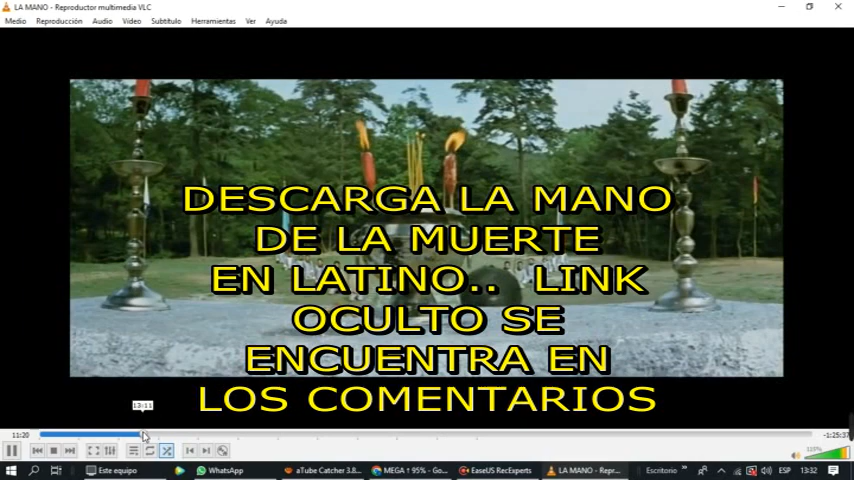 LA MANO - Reproductor multimedia VLC
Medio Reproducción Audio Vídeo Subtítulo Herramientas Ver Ayuda
DESCARGA LA MANO
DE LA MUERTE
EN LATINO.. LINK
OCULTO SE
ENCUENTRA EN
LOS COMENTARIOS
13:11
11:20 -1:25:37
Este equipo WhatsApp aTube Catcher 3.8... MEGA ↑ 95% - Go... EaseUS RecExperts LA MANO - Repr... Escritorio » ESP 13:32